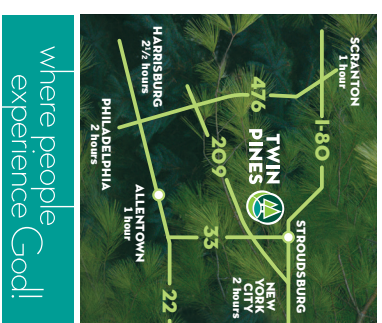 SCRANTON
1 hour
I-80
476
HARRISBURG
2½ hours
TWIN
PINES
209
STROUDSBURG
PHILADELPHIA
2 hours
33
NEW
YORK
CITY
2 hours
ALLENTOWN
1 hour
22
where people
experience God!